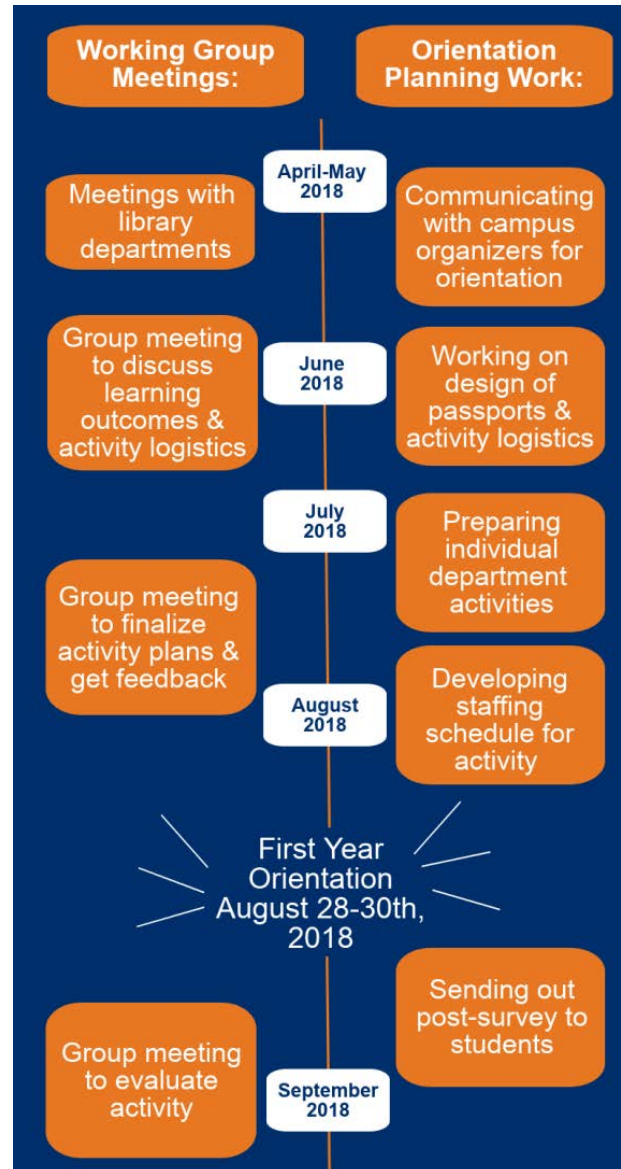 Working Group
Meetings:
Orientation
Planning Work:
April-May
2018
Meetings with
library
departments
Communicating
with campus
organizers for
orientation
Group meeting
to discuss
learning
outcomes &
activity logistics
June
2018
Working on
design of
passports &
activity logistics
July
2018
Preparing
individual
department
activities
Group meeting
to finalize
activity plans &
get feedback
August
2018
Developing
staffing
schedule for
activity
First Year
Orientation
August 28-30th,
2018
Sending out
post-survey to
students
Group meeting
to evaluate
activity
September
2018